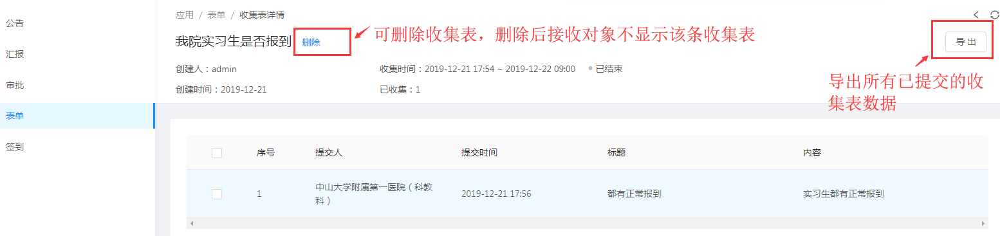 公告
汇报
审批
表单
签到
应用 / 表单 / 收集表详情
我院实习生是否报到 删除
可删除收集表，删除后接收对象不显示该条收集表
导 出
创建人：admin 收集时间：2019-12-21 17:54 ~ 2019-12-22 09:00 已结束
创建时间：2019-12-21 已收集：1
导出所有已提交的收
集表数据
序号 提交人 提交时间 标题 内容
1 中山大学附属第一医院（科教 2019-12-21 17:56 都有正常报到 实习生都有正常报到
科）